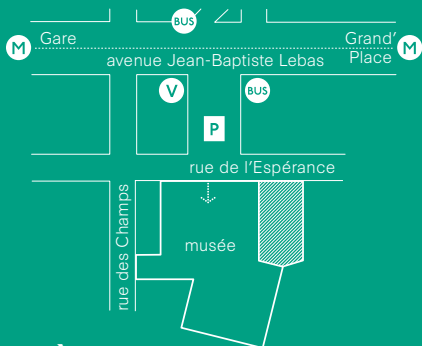 BUS
M Gare Grand' Place M
avenue Jean-Baptiste Lebas
V BUS
P
rue de l'Espérance
rue des Champs
musée